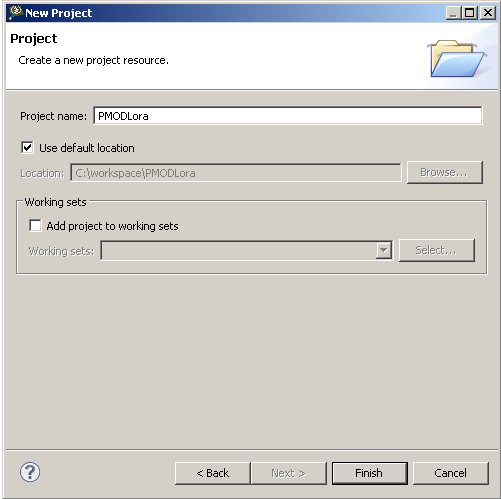 New Project
Project
Create a new project resource.
Project name: PMODLora
Use default location
Location: C:\workspace\PMODLora Browse...
Working sets
Add project to working sets
Working sets: Select...
? < Back Next > Finish Cancel